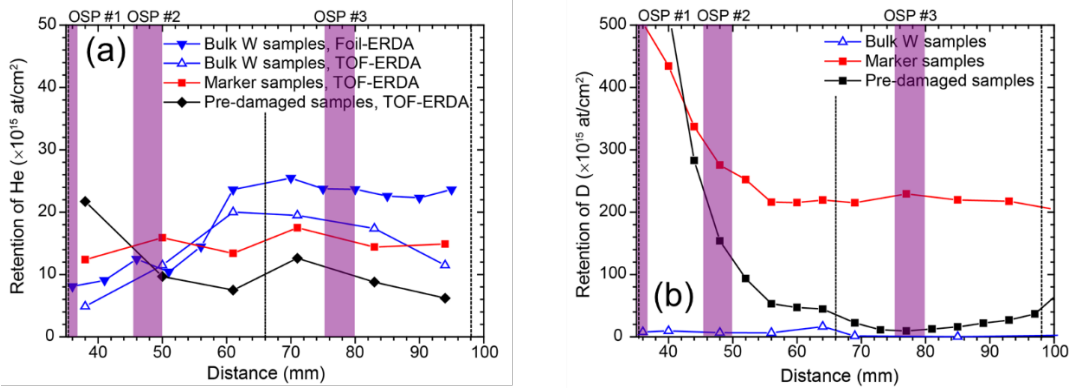 OSP #1 OSP #2 OSP #3
(a)
Bulk W samples, Foil-ERDA
Bulk W samples, TOF-ERDA
Marker samples, TOF-ERDA
Pre-damaged samples, TOF-ERDA
Retention of He (×10¹⁵ at/cm²)
50
40
30
20
10
0
40 50 60 70 80 90 100
Distance (mm)
OSP #1 OSP #2 OSP #3
Bulk W samples
Marker samples
Pre-damaged samples
(b)
Retention of D (×10¹⁵ at/cm²)
500
400
300
200
100
0
40 50 60 70 80 90 100
Distance (mm)